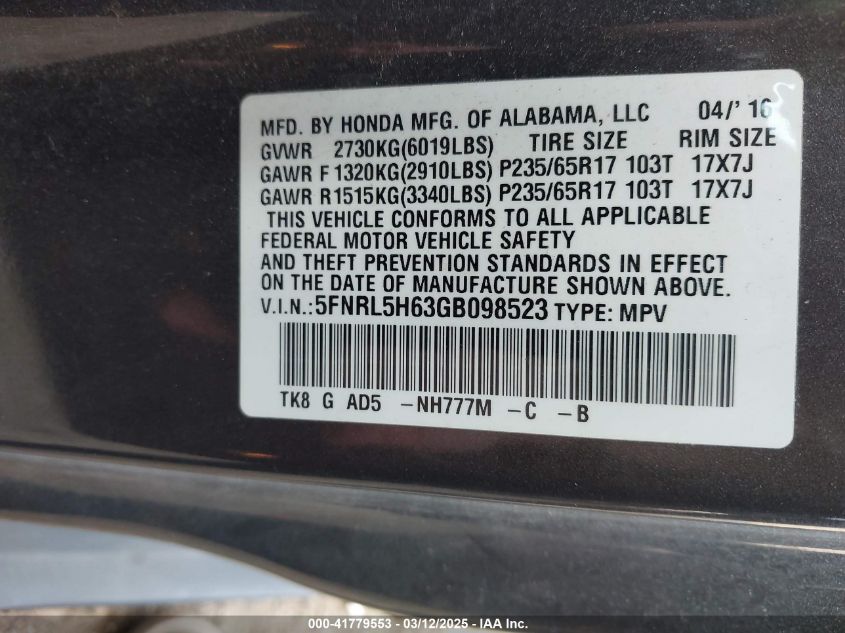 MFD. BY HONDA MFG. OF ALABAMA, LLC 04/'16
GVWR 2730KG(6019LBS) TIRE SIZE RIM SIZE
GAWR F 1320KG(2910LBS) P235/65R17 103T 17X7J
GAWR R1515KG(3340LBS) P235/65R17 103T 17X7J
THIS VEHICLE CONFORMS TO ALL APPLICABLE
FEDERAL MOTOR VEHICLE SAFETY
AND THEFT PREVENTION STANDARDS IN EFFECT
ON THE DATE OF MANUFACTURE SHOWN ABOVE.
V.I.N.:5FNRL5H63GB098523 TYPE: MPV
TK8 G AD5 -NH777M -C -B
000-41779553 - 03/12/2025 - IAA Inc.